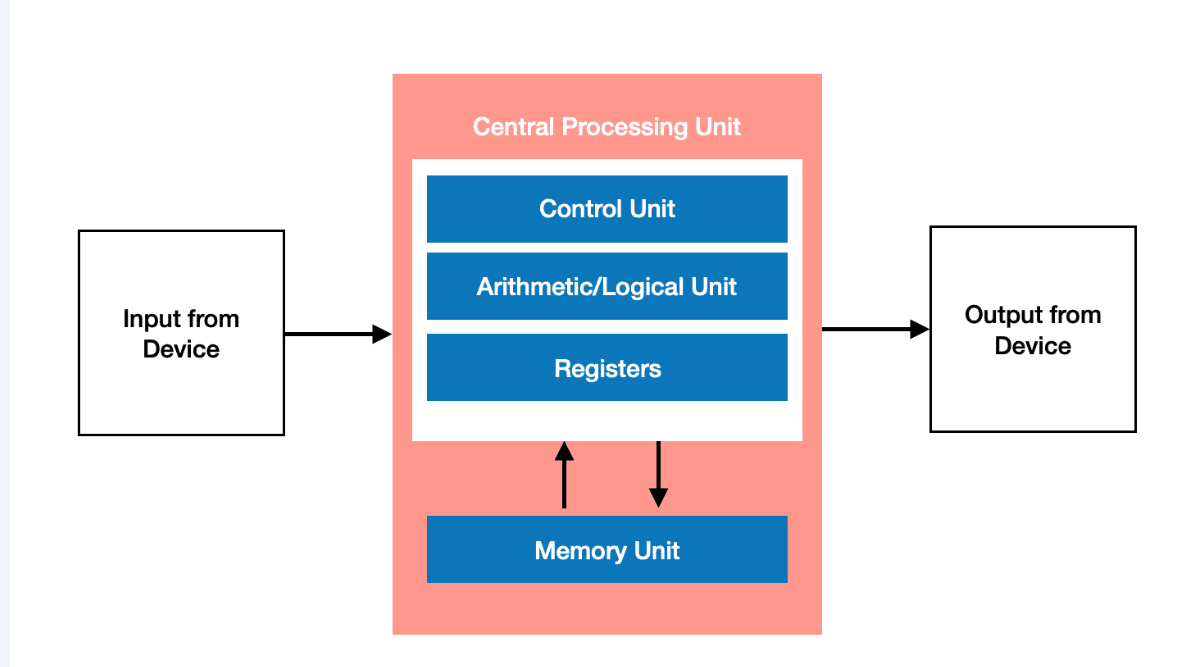 Central Processing Unit
Control Unit
Arithmetic/Logical Unit
Registers
Memory Unit
Input from
Device
Output from
Device